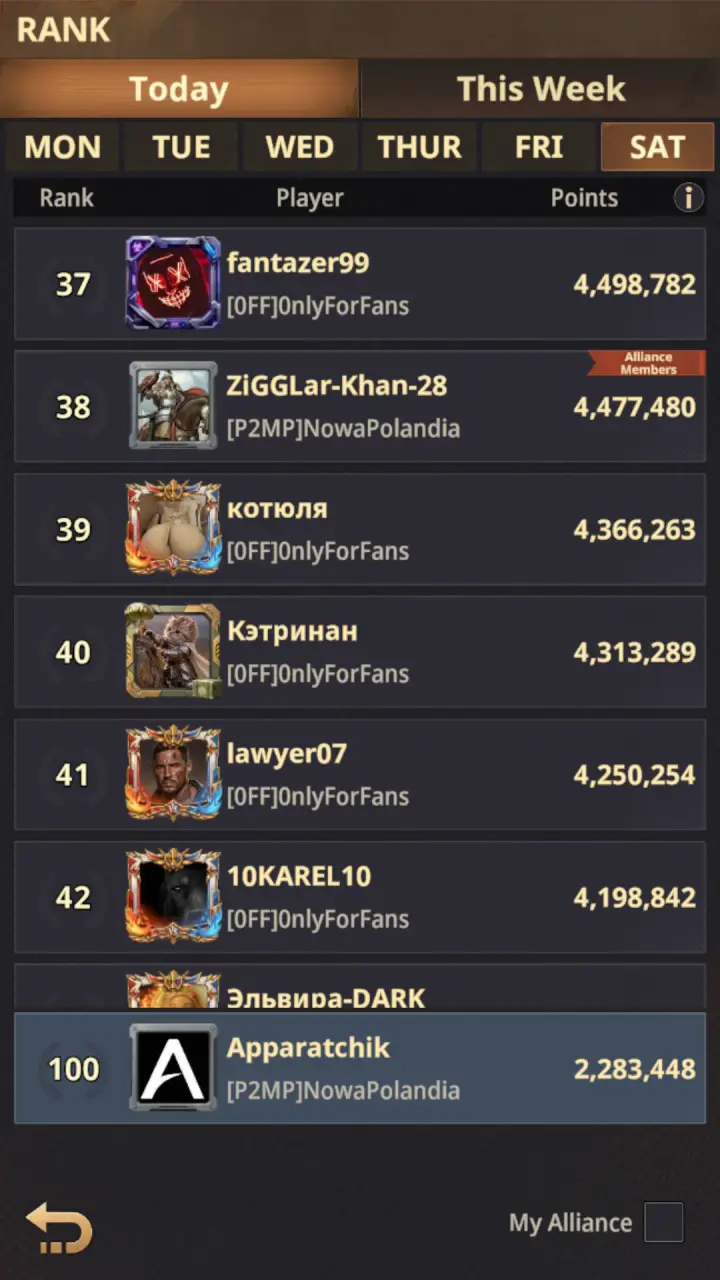 RANK
Today This Week
MON TUE WED THUR FRI SAT
Rank Player Points i
37 fantazer99 4,498,782
[0FF]0nlyForFans
Alliance
Members
38 ZiGGLar-Khan-28 4,477,480
[P2MP]NowaPolandia
39 котюля 4,366,263
[0FF]0nlyForFans
40 Кэтринан 4,313,289
[0FF]0nlyForFans
41 lawyer07 4,250,254
[0FF]0nlyForFans
42 10KAREL10 4,198,842
[0FF]0nlyForFans
Эльвира-DARK
100 Apparatchik 2,283,448
[P2MP]NowaPolandia
My Alliance